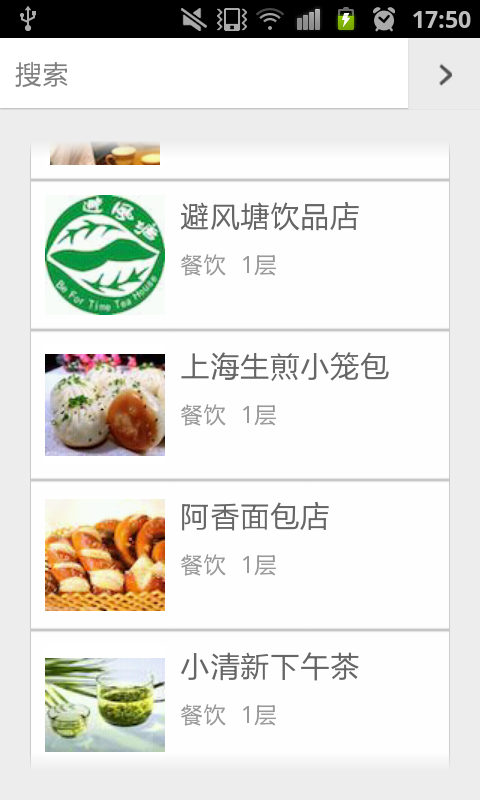 17:50
搜索
避风塘
Be For Time Tea House
避风塘饮品店
餐饮 1层
上海生煎小笼包
餐饮 1层
阿香面包店
餐饮 1层
小清新下午茶
餐饮 1层